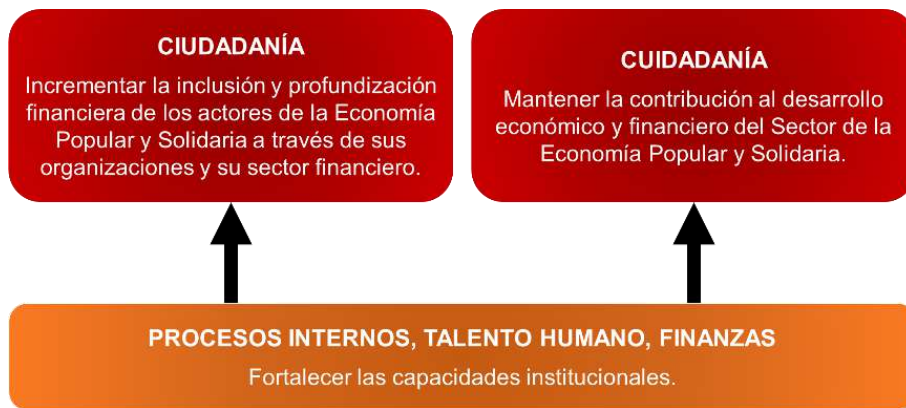 CIUDADANÍA
Incrementar la inclusión y profundización
financiera de los actores de la Economía
Popular y Solidaria a través de sus
organizaciones y su sector financiero.
CUIDADANÍA
Mantener la contribución al desarrollo
económico y financiero del Sector de la
Economía Popular y Solidaria.
PROCESOS INTERNOS, TALENTO HUMANO, FINANZAS
Fortalecer las capacidades institucionales.